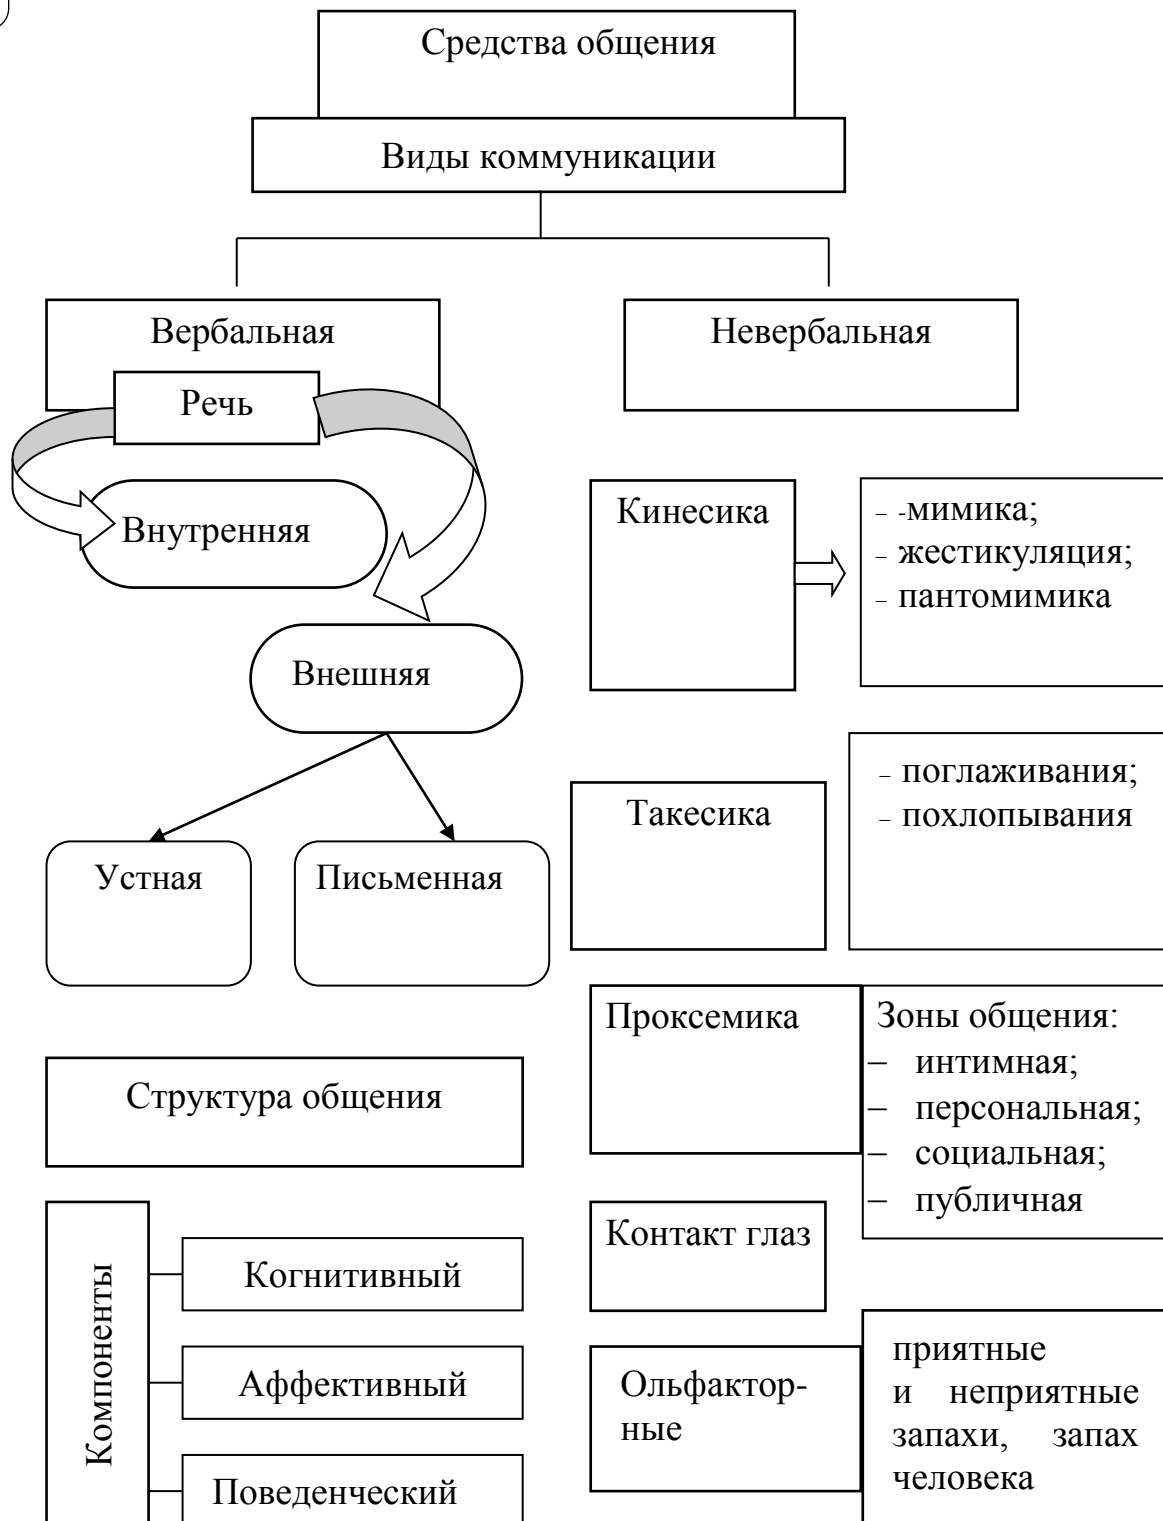 Средства общения
Виды коммуникации
Вербальная
Речь
Внутренняя
Внешняя
Устная
Письменная
Невербальная
Кинесика
– -мимика;
– жестикуляция;
– пантомимика
Такесика
– поглаживания;
– похлопывания
Проксемика
Зоны общения:
– интимная;
– персональная;
– социальная;
– публичная
Контакт глаз
Ольфактор-
ные
приятные
и неприятные
запахи, запах
человека
Структура общения
Компоненты
Когнитивный
Аффективный
Поведенческий